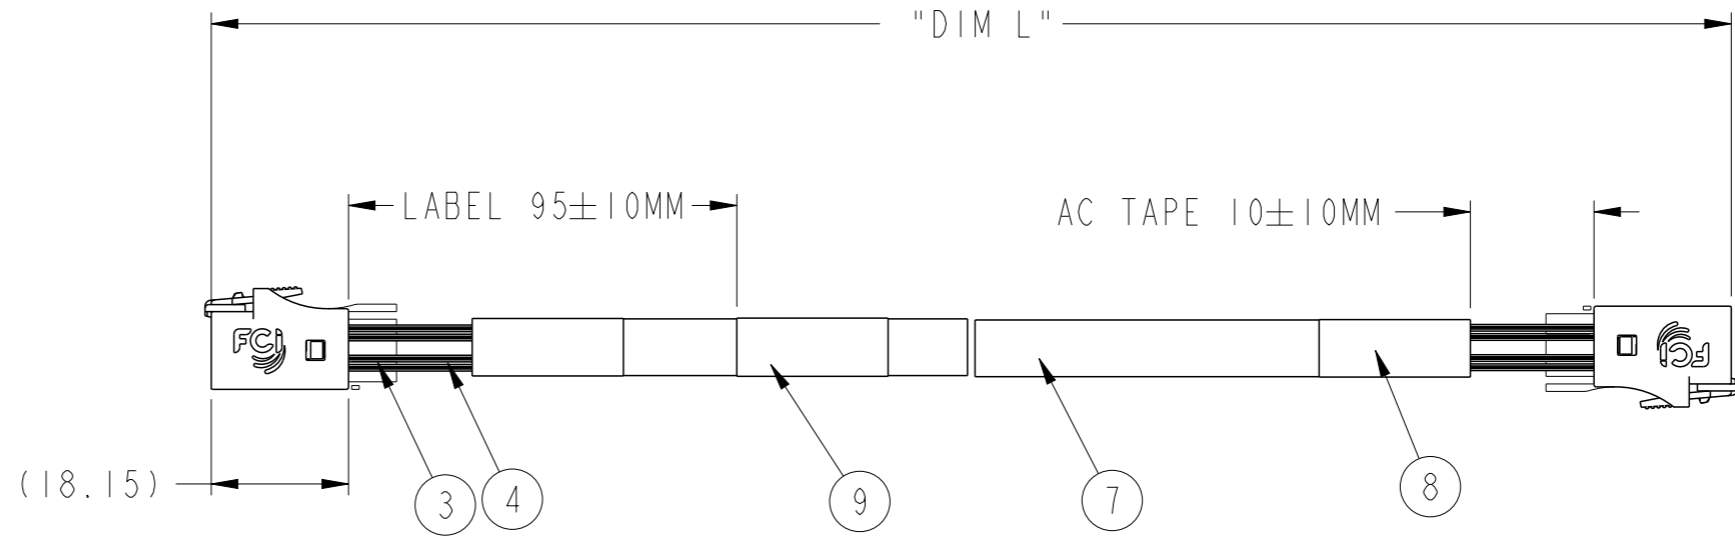 "DIM L"
LABEL 95±10MM
AC TAPE 10±10MM
FCi
FCi
(18.15)
3
4
9
7
8